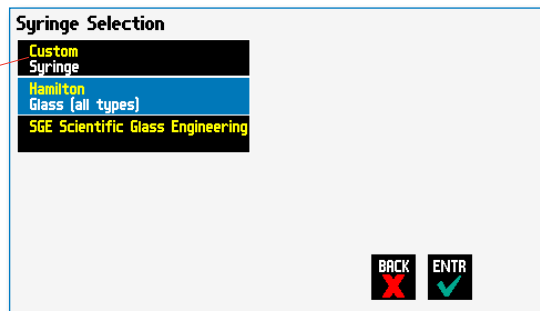 Syringe Selection
Custom
Syringe
Hamilton
Glass (all types)
SGE Scientific Glass Engineering
BACK ENTR